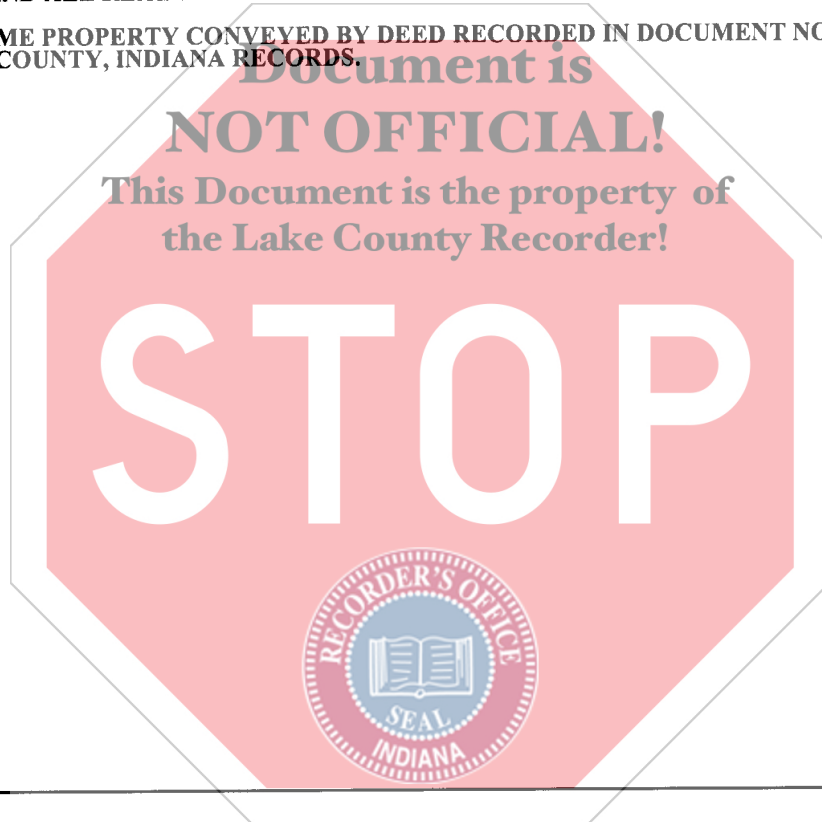 ME PROPERTY CONVEYED BY DEED RECORDED IN DOCUMENT NO
COUNTY, INDIANA RECORDS.
Document is
NOT OFFICIAL!
This Document is the property of
the Lake County Recorder!
STOP
RECORDER'S OFFICE
SEAL
INDIANA